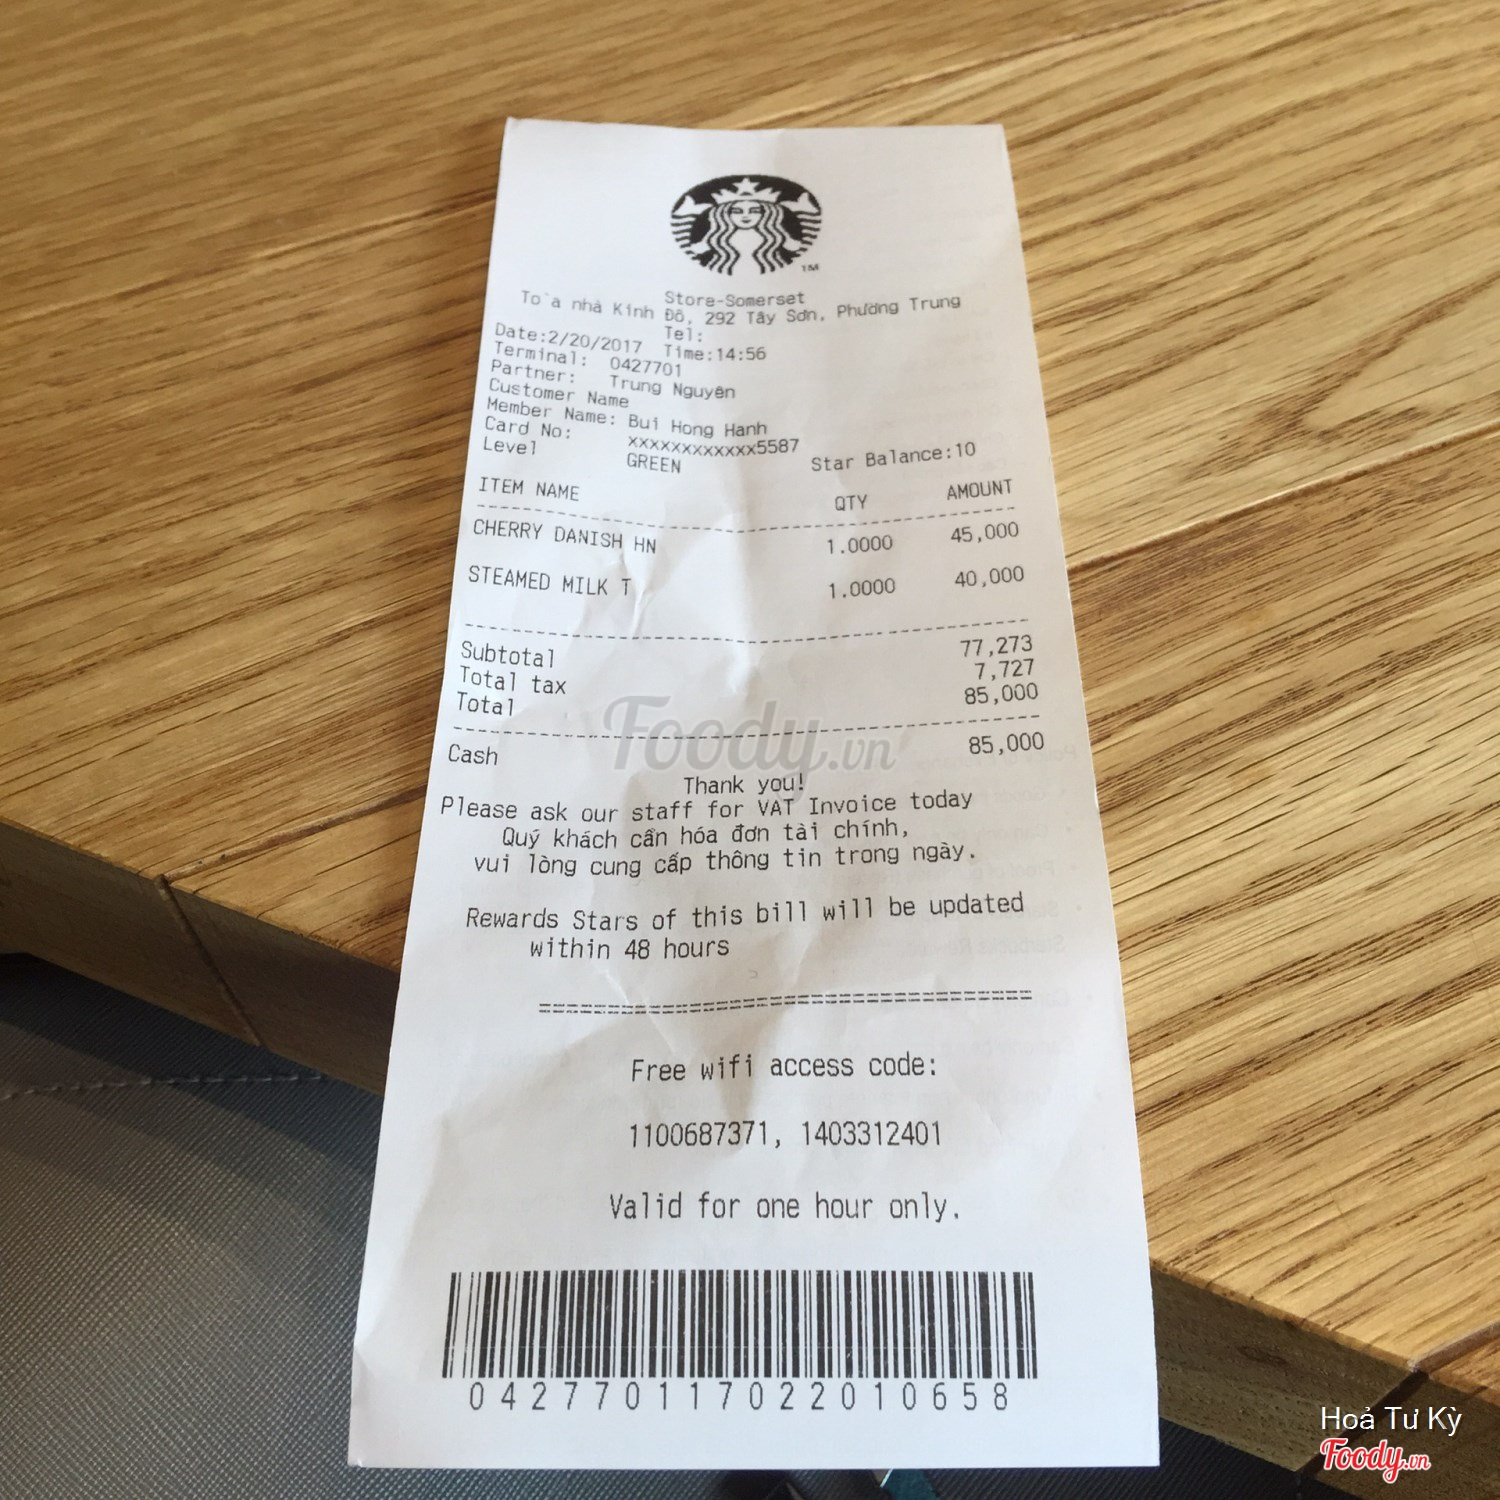 TM
Store-Somerset
To`a nhà Kinh Đô, 292 Tây Sơn, Phường Trung
Tel:
Date:2/20/2017 Time:14:56
Terminal: 0427701
Partner: Trung Nguyên
Customer Name
Member Name: Bui Hong Hanh
Card No: xxxxxxxxxxxx5587
Level GREEN Star Balance:10
ITEM NAME QTY AMOUNT
CHERRY DANISH HN 1.0000 45,000
STEAMED MILK T 1.0000 40,000
Subtotal 77,273
Total tax 7,727
Total 85,000
Cash 85,000
Foody.vn
Thank you!
Please ask our staff for VAT Invoice today
Quý khách cần hóa đơn tài chính,
vui lòng cung cấp thông tin trong ngày.
Rewards Stars of this bill will be updated
within 48 hours
==================================
Free wifi access code:
1100687371, 1403312401
Valid for one hour only.
042770117022010658
Hoả Tư Kỳ
Foody.vn